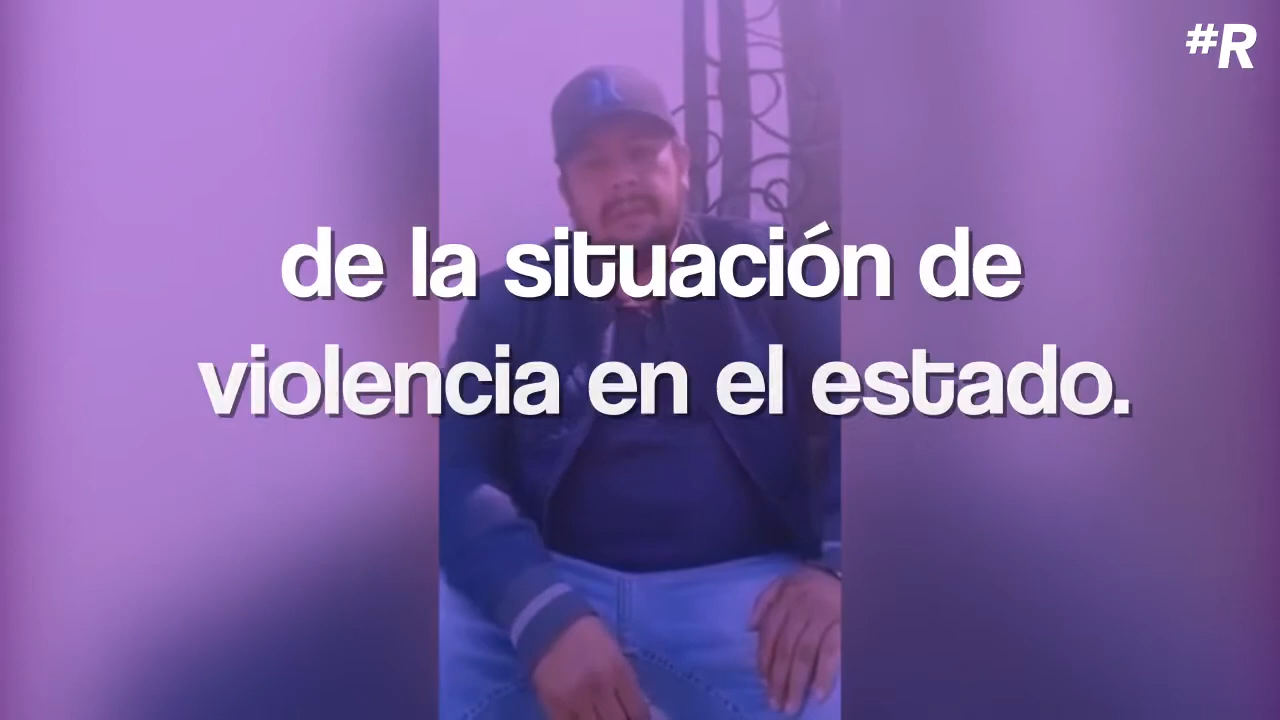 #R
de la situación de
violencia en el estado.